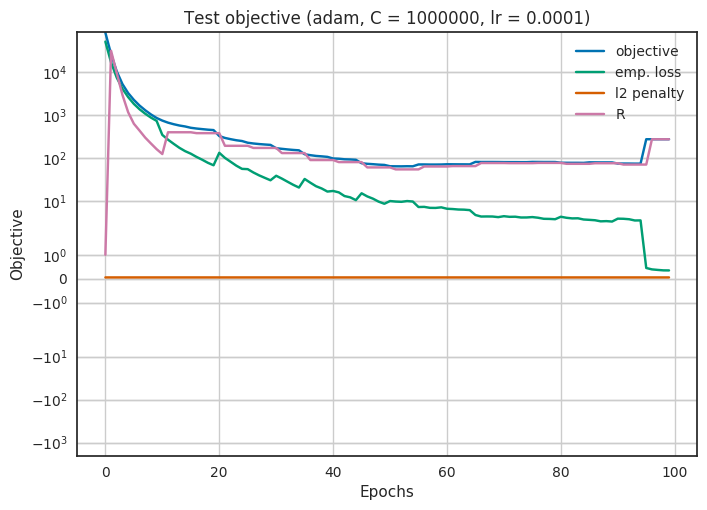 Test objective (adam, C = 1000000, lr = 0.0001)
objective
emp. loss
l2 penalty
R
Objective
10⁴
10³
10²
10¹
10⁰
0
−10⁰
−10¹
−10²
−10³
0 20 40 60 80 100
Epochs